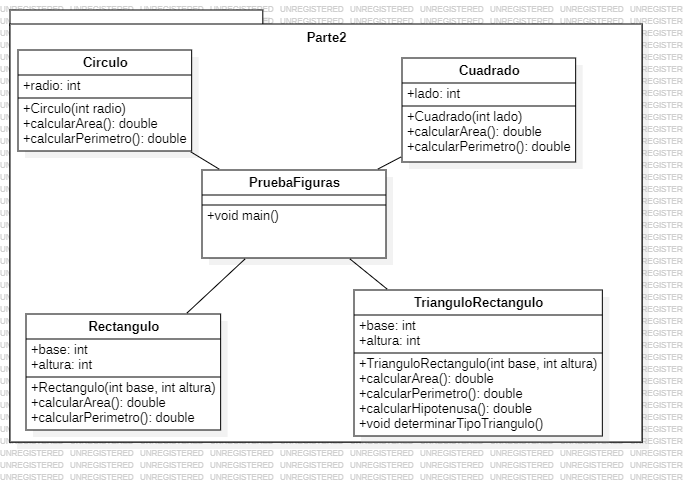 Parte2
Circulo
+radio: int
+Circulo(int radio)
+calcularArea(): double
+calcularPerimetro(): double
Cuadrado
+lado: int
+Cuadrado(int lado)
+calcularArea(): double
+calcularPerimetro(): double
PruebaFiguras
+void main()
Rectangulo
+base: int
+altura: int
+Rectangulo(int base, int altura)
+calcularArea(): double
+calcularPerimetro(): double
TrianguloRectangulo
+base: int
+altura: int
+TrianguloRectangulo(int base, int altura)
+calcularArea(): double
+calcularPerimetro(): double
+calcularHipotenusa(): double
+void determinarTipoTriangulo()
UNREGISTERED UNREGISTERED UNREGISTERED UNREGISTERED UNREGISTERED UNREGISTERED UNREGISTERED UNREGISTERED UNREGISTERED